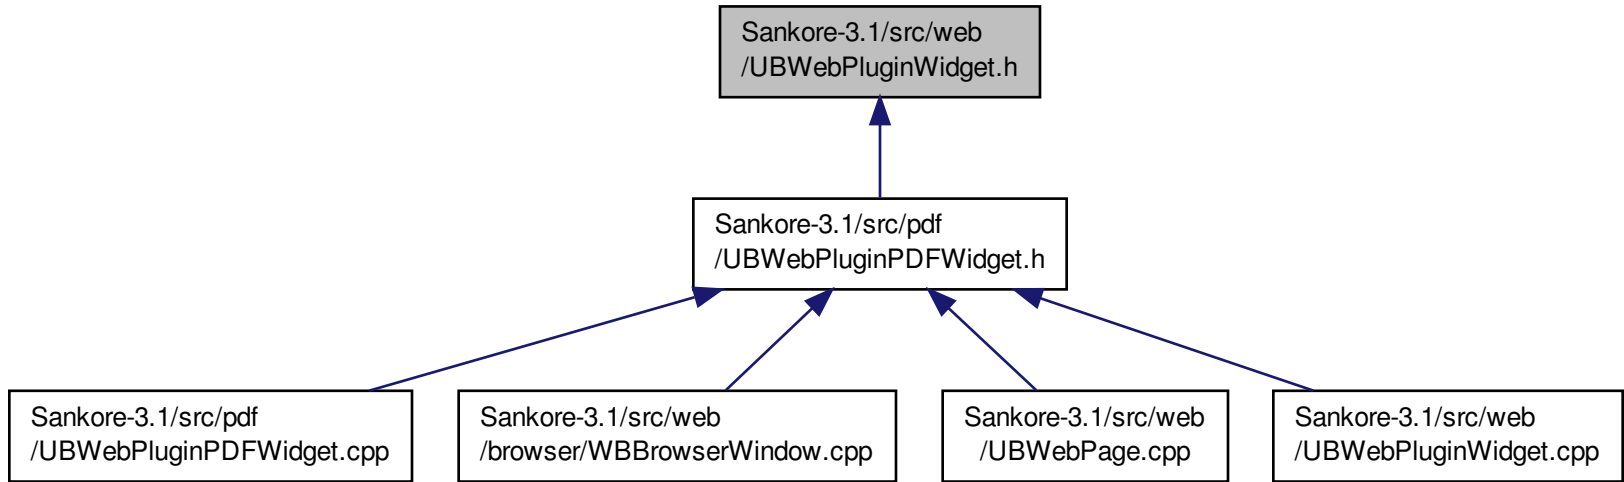 Sankore-3.1/src/web
/UBWebPluginWidget.h
Sankore-3.1/src/pdf
/UBWebPluginPDFWidget.h
Sankore-3.1/src/pdf
/UBWebPluginPDFWidget.cpp
Sankore-3.1/src/web
/browser/WBBrowserWindow.cpp
Sankore-3.1/src/web
/UBWebPage.cpp
Sankore-3.1/src/web
/UBWebPluginWidget.cpp